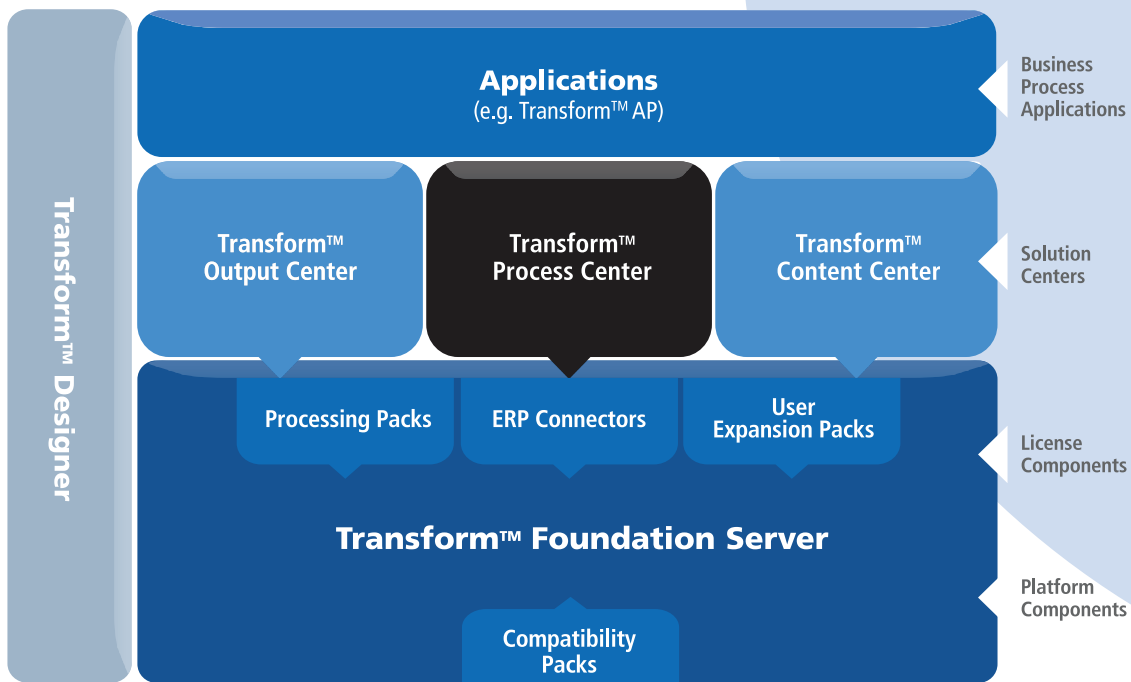 Transform™ Designer
Applications
(e.g. Transform™ AP)
Business
Process
Applications
Transform™
Output Center
Transform™
Process Center
Transform™
Content Center
Solution
Centers
Processing Packs
ERP Connectors
User
Expansion Packs
License
Components
Transform™ Foundation Server
Platform
Components
Compatibility
Packs